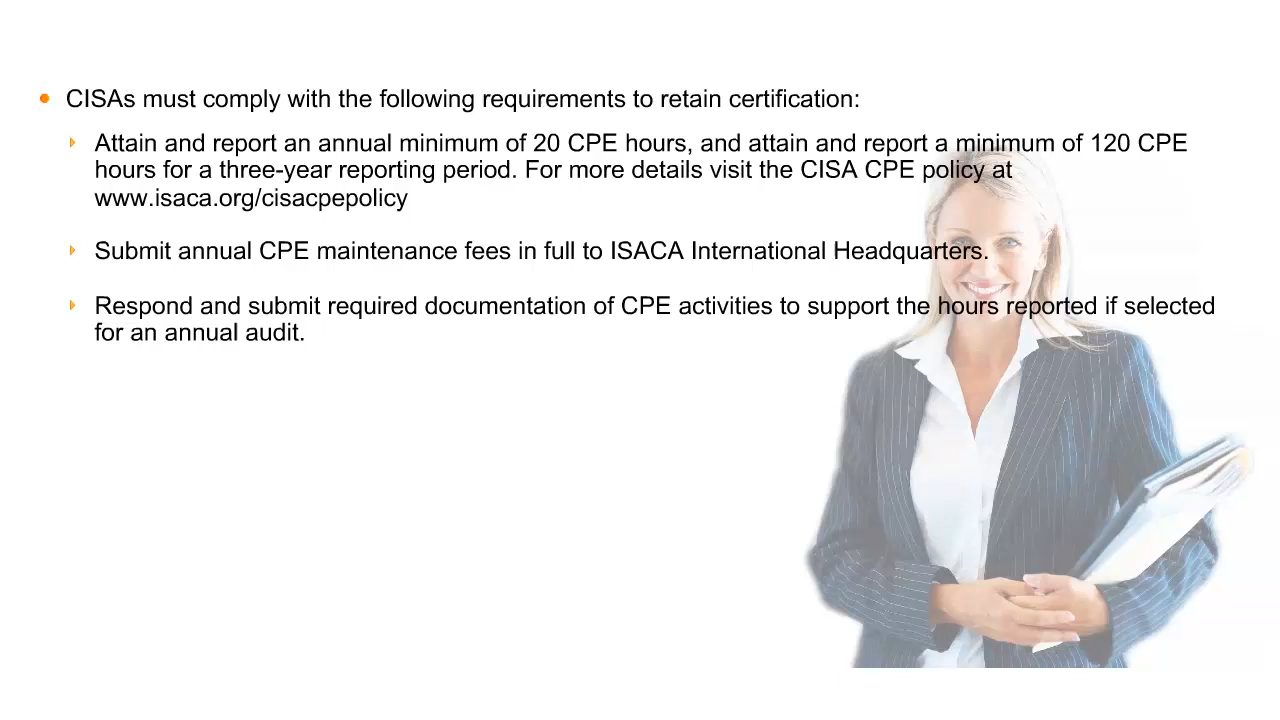 CISAs must comply with the following requirements to retain certification:
Attain and report an annual minimum of 20 CPE hours, and attain and report a minimum of 120 CPE
hours for a three-year reporting period. For more details visit the CISA CPE policy at
www.isaca.org/cisacpepolicy
Submit annual CPE maintenance fees in full to ISACA International Headquarters.
Respond and submit required documentation of CPE activities to support the hours reported if selected
for an annual audit.